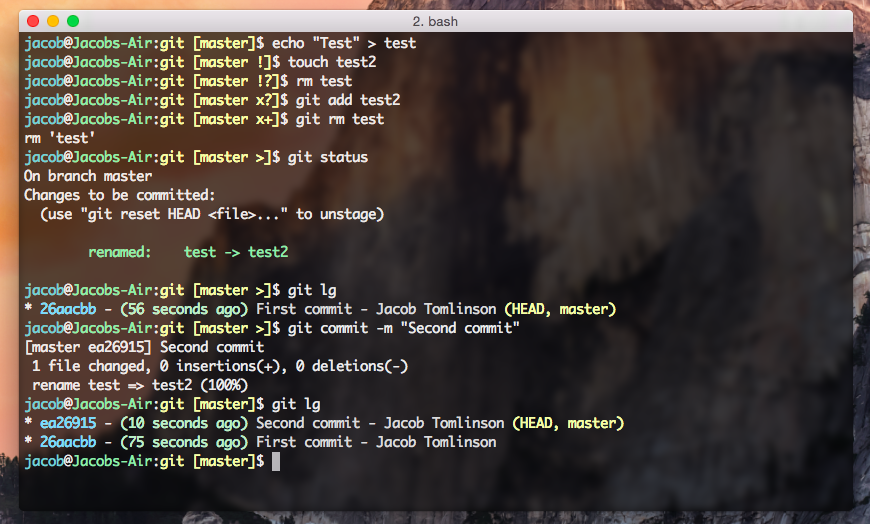 2. bash
jacob@Jacobs-Air:git [master]$ echo "Test" > test
jacob@Jacobs-Air:git [master !]$ touch test2
jacob@Jacobs-Air:git [master !?]$ rm test
jacob@Jacobs-Air:git [master x?]$ git add test2
jacob@Jacobs-Air:git [master x+]$ git rm test
rm 'test'
jacob@Jacobs-Air:git [master >]$ git status
On branch master
Changes to be committed:
  (use "git reset HEAD <file>..." to unstage)
        renamed:    test -> test2
jacob@Jacobs-Air:git [master >]$ git lg
* 26aacbb - (56 seconds ago) First commit - Jacob Tomlinson (HEAD, master)
jacob@Jacobs-Air:git [master >]$ git commit -m "Second commit"
[master ea26915] Second commit
 1 file changed, 0 insertions(+), 0 deletions(-)
 rename test => test2 (100%)
jacob@Jacobs-Air:git [master]$ git lg
* ea26915 - (10 seconds ago) Second commit - Jacob Tomlinson (HEAD, master)
* 26aacbb - (75 seconds ago) First commit - Jacob Tomlinson
jacob@Jacobs-Air:git [master]$